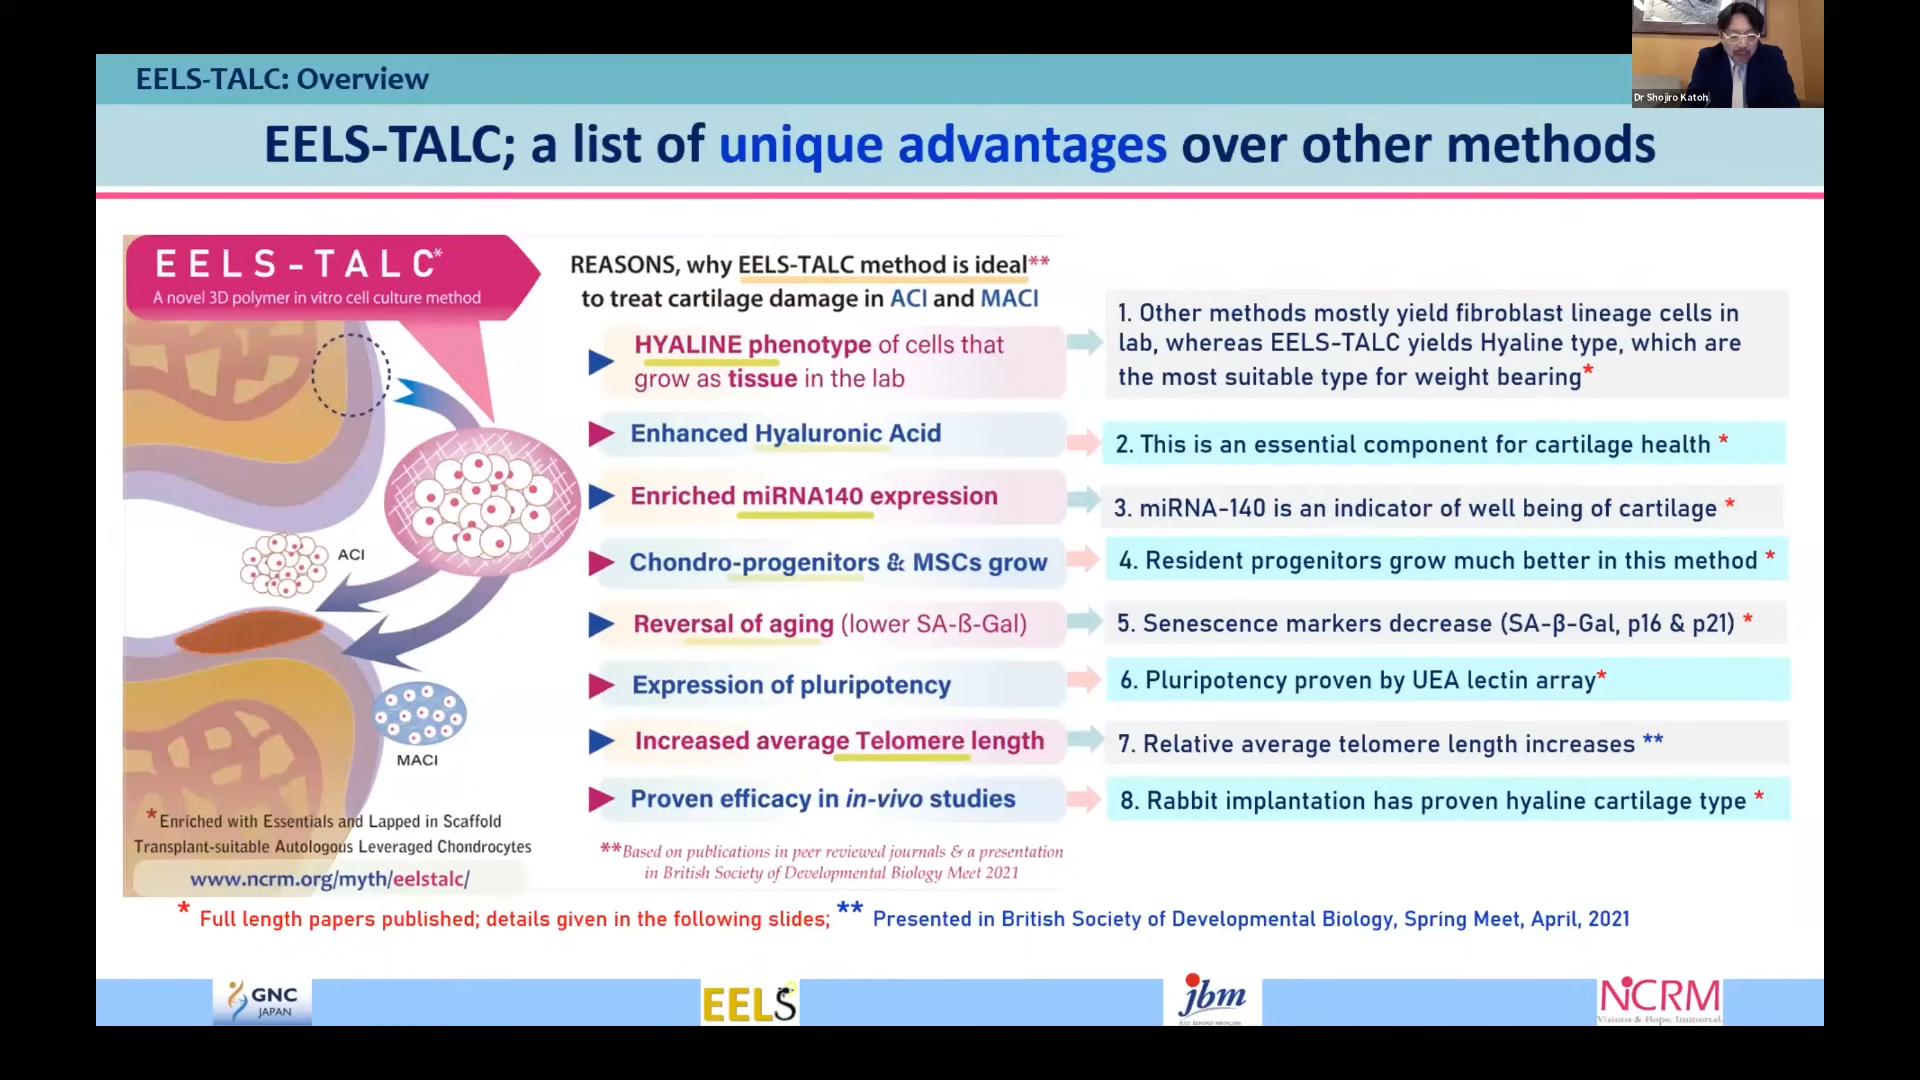 Dr Shojiro Katoh
EELS-TALC: Overview
EELS-TALC; a list of unique advantages over other methods
EELS-TALC*
A novel 3D polymer in vitro cell culture method
ACI
MACI
*Enriched with Essentials and Lapped in Scaffold
Transplant-suitable Autologous Leveraged Chondrocytes
www.ncrm.org/myth/eelstalc/
REASONS, why EELS-TALC method is ideal**
to treat cartilage damage in ACI and MACI
HYALINE phenotype of cells that
grow as tissue in the lab
Enhanced Hyaluronic Acid
Enriched miRNA140 expression
Chondro-progenitors & MSCs grow
Reversal of aging (lower SA-ß-Gal)
Expression of pluripotency
Increased average Telomere length
Proven efficacy in in-vivo studies
**Based on publications in peer reviewed journals & a presentation
in British Society of Developmental Biology Meet 2021
1. Other methods mostly yield fibroblast lineage cells in
lab, whereas EELS-TALC yields Hyaline type, which are
the most suitable type for weight bearing*
2. This is an essential component for cartilage health *
3. miRNA-140 is an indicator of well being of cartilage *
4. Resident progenitors grow much better in this method *
5. Senescence markers decrease (SA-β-Gal, p16 & p21) *
6. Pluripotency proven by UEA lectin array*
7. Relative average telomere length increases **
8. Rabbit implantation has proven hyaline cartilage type *
* Full length papers published; details given in the following slides; ** Presented in British Society of Developmental Biology, Spring Meet, April, 2021
GNC
JAPAN
EELS
jbm
NCRM
Visions & Hope, Immortal.